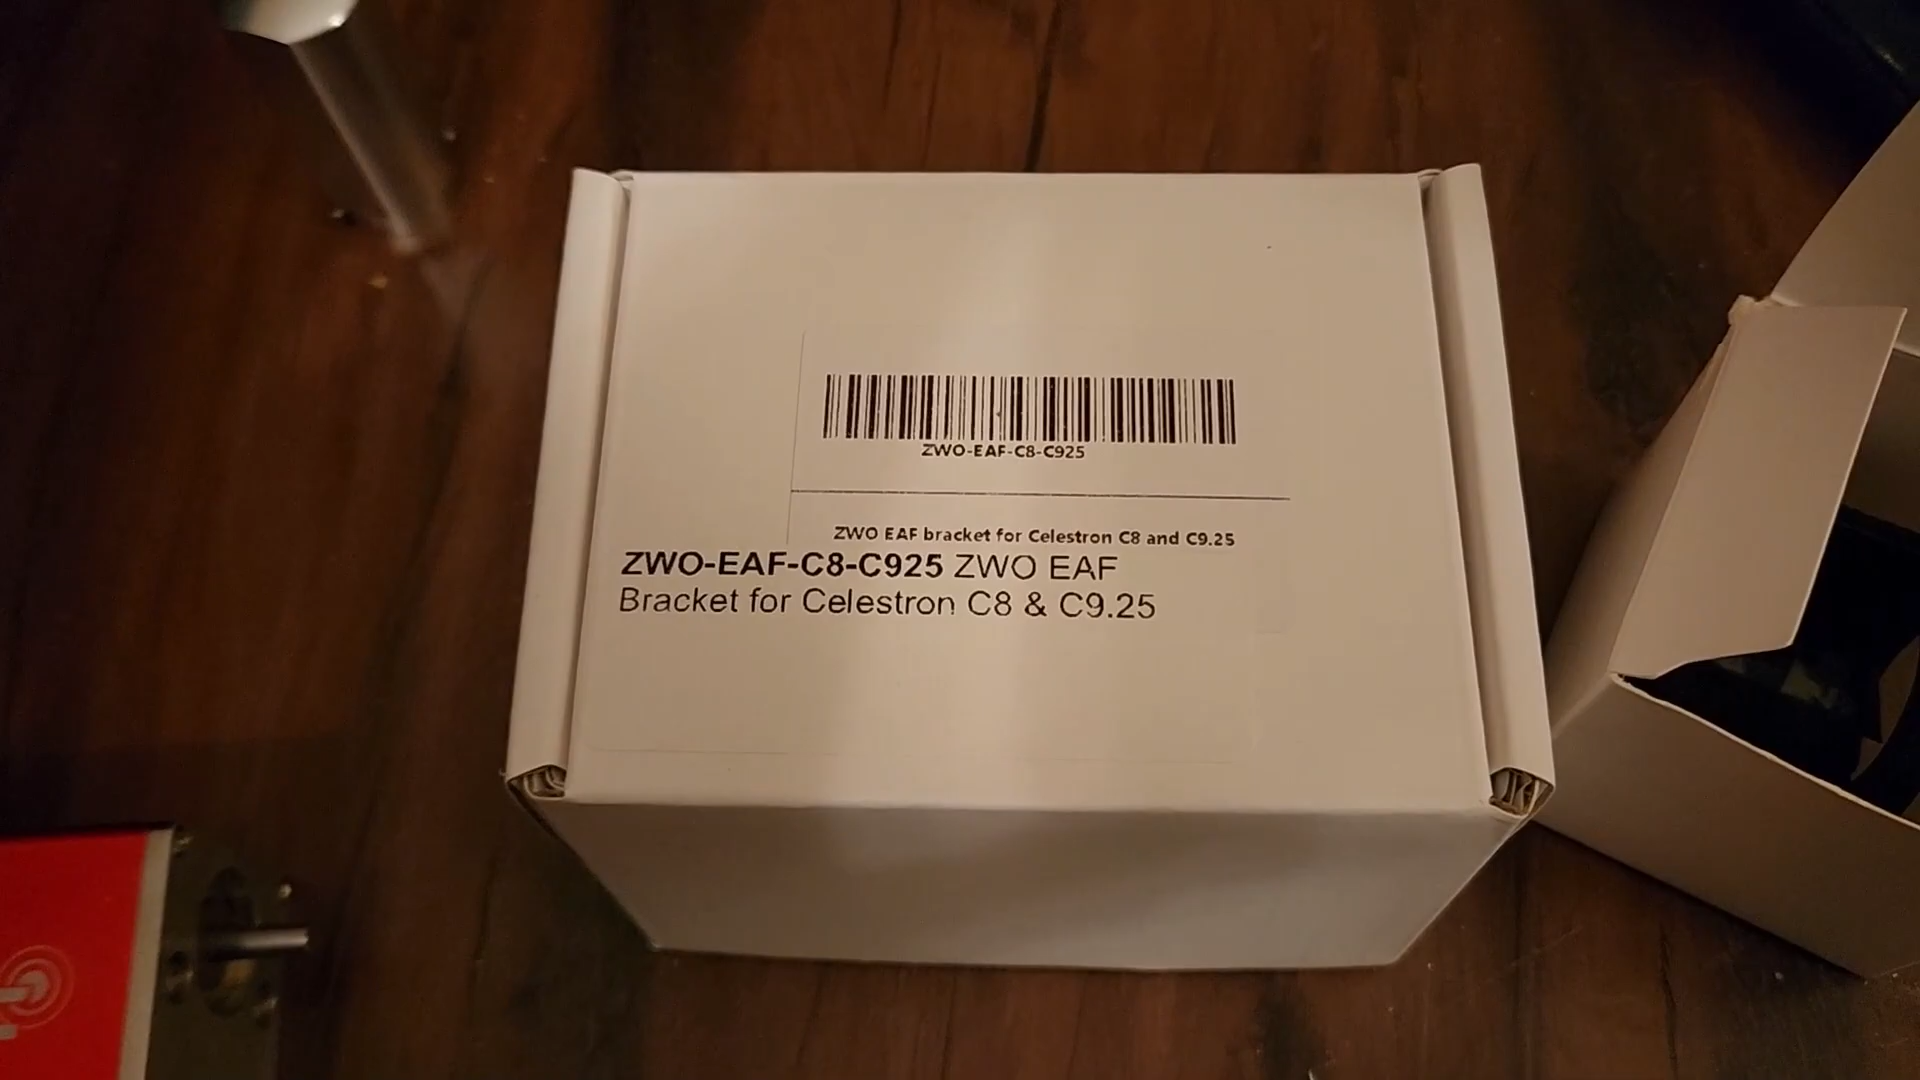 ZWO-EAF-C8-C925
ZWO EAF bracket for Celestron C8 and C9.25
ZWO-EAF-C8-C925 ZWO EAF
Bracket for Celestron C8 & C9.25